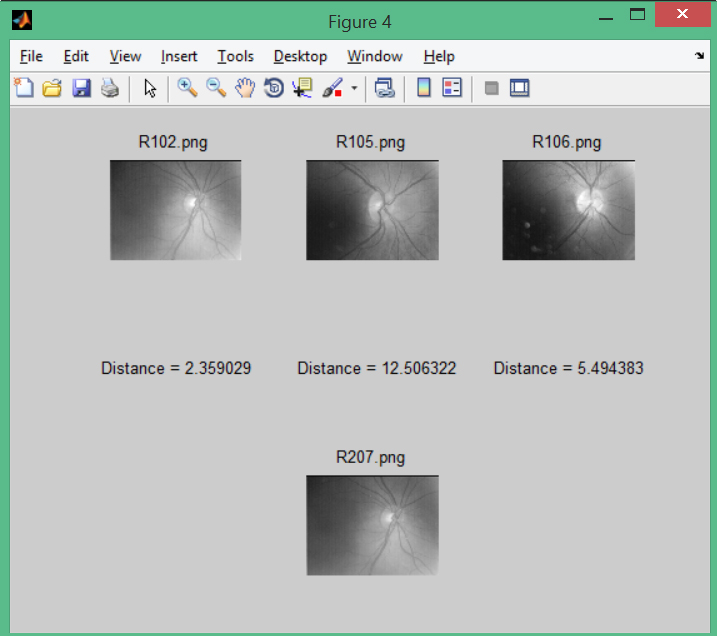 Figure 4
File Edit View Insert Tools Desktop Window Help
R102.png R105.png R106.png
Distance = 2.359029 Distance = 12.506322 Distance = 5.494383
R207.png